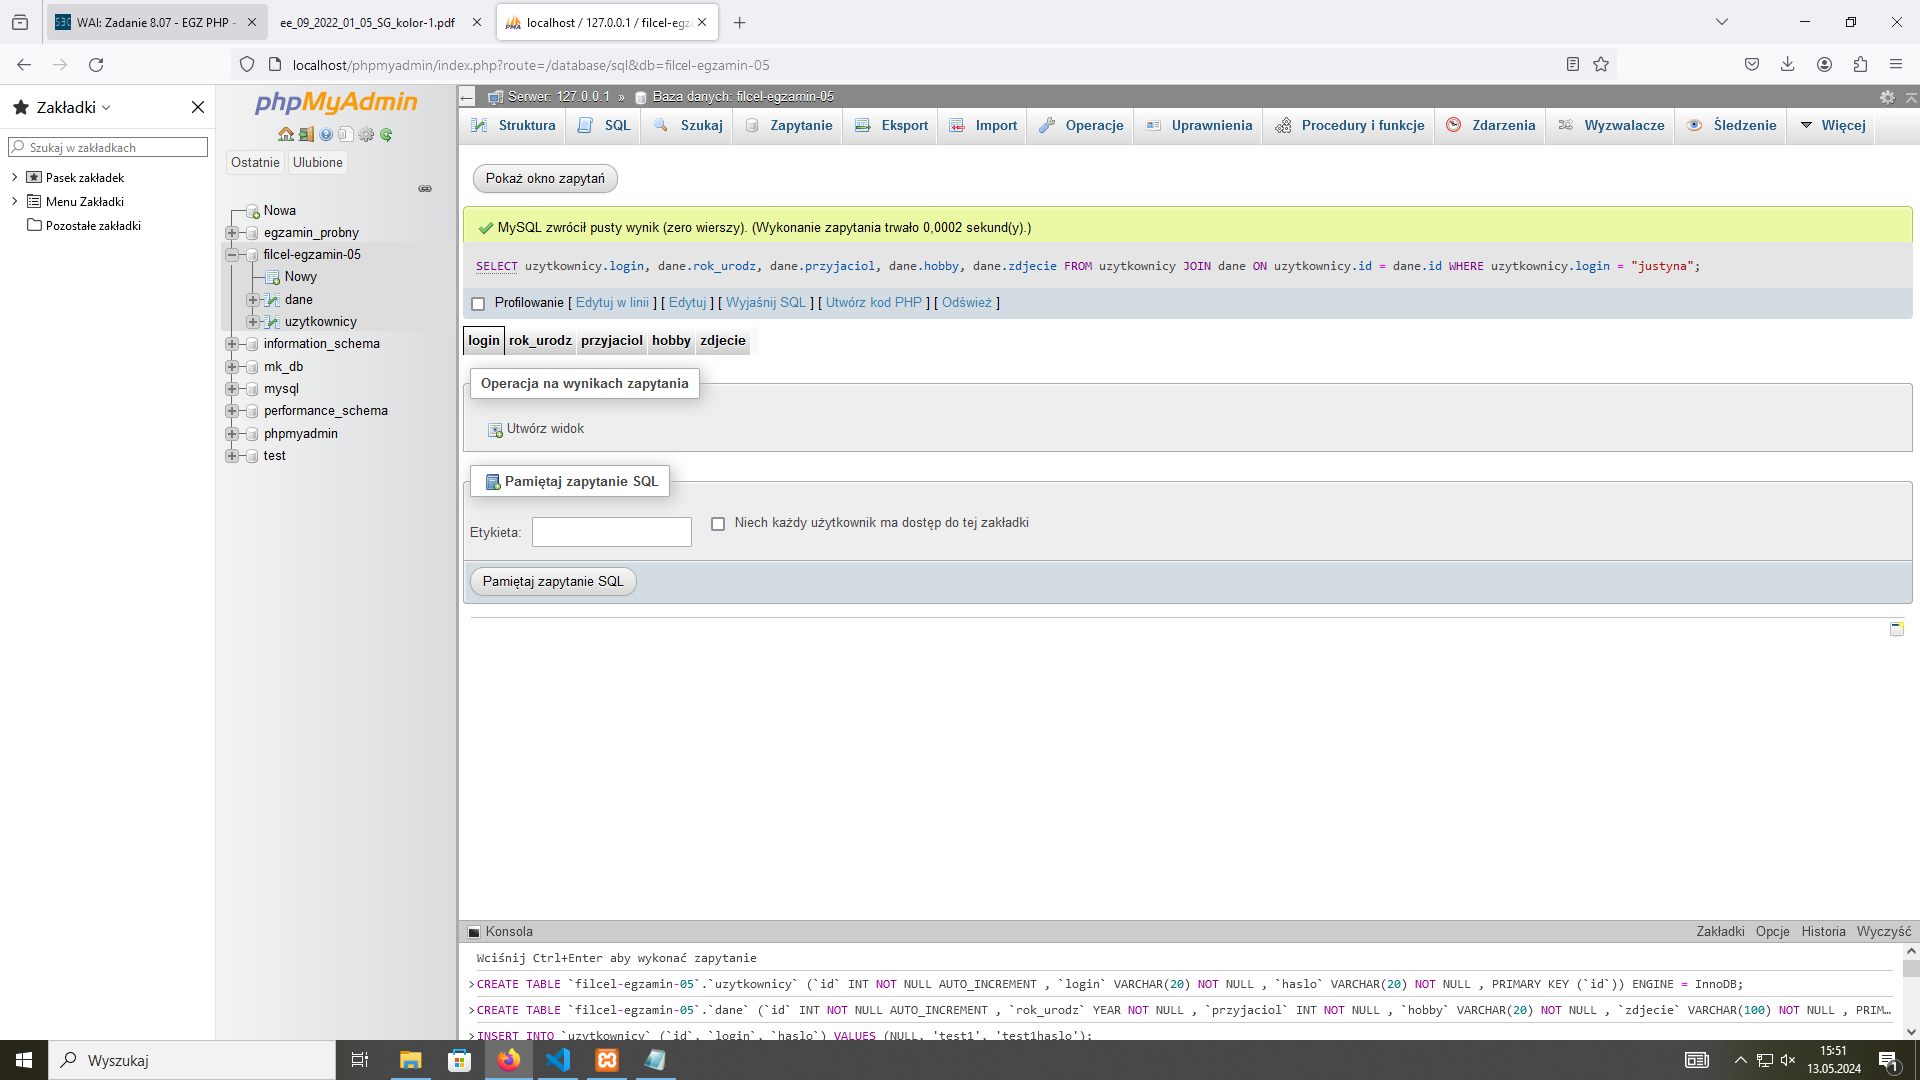 WAI: Zadanie 8.07 - EGZ PHP -
ee_09_2022_01_05_SG_kolor-1.pdf
localhost / 127.0.0.1 / filcel-egz
localhost/phpmyadmin/index.php?route=/database/sql&db=filcel-egzamin-05
Zakładki
Szukaj w zakładkach
Pasek zakładek
Menu Zakładki
Pozostałe zakładki
phpMyAdmin
Ostatnie Ulubione
Nowa
egzamin_probny
filcel-egzamin-05
Nowy
dane
uzytkownicy
information_schema
mk_db
mysql
performance_schema
phpmyadmin
test
Serwer: 127.0.0.1 » Baza danych: filcel-egzamin-05
Struktura SQL Szukaj Zapytanie Eksport Import Operacje Uprawnienia Procedury i funkcje Zdarzenia Wyzwalacze Śledzenie Więcej
Pokaż okno zapytań
MySQL zwrócił pusty wynik (zero wierszy). (Wykonanie zapytania trwało 0,0002 sekund(y).)
SELECT uzytkownicy.login, dane.rok_urodz, dane.przyjaciol, dane.hobby, dane.zdjecie FROM uzytkownicy JOIN dane ON uzytkownicy.id = dane.id WHERE uzytkownicy.login = "justyna";
Profilowanie [ Edytuj w linii ] [ Edytuj ] [ Wyjaśnij SQL ] [ Utwórz kod PHP ] [ Odśwież ]
login rok_urodz przyjaciol hobby zdjecie
Operacja na wynikach zapytania
Utwórz widok
Pamiętaj zapytanie SQL
Etykieta:
Niech każdy użytkownik ma dostęp do tej zakładki
Pamiętaj zapytanie SQL
Konsola
Zakładki Opcje Historia Wyczyść
Wciśnij Ctrl+Enter aby wykonać zapytanie
>CREATE TABLE `filcel-egzamin-05`.`uzytkownicy` (`id` INT NOT NULL AUTO_INCREMENT , `login` VARCHAR(20) NOT NULL , `haslo` VARCHAR(20) NOT NULL , PRIMARY KEY (`id`)) ENGINE = InnoDB;
>CREATE TABLE `filcel-egzamin-05`.`dane` (`id` INT NOT NULL AUTO_INCREMENT , `rok_urodz` YEAR NOT NULL , `przyjaciol` INT NOT NULL , `hobby` VARCHAR(20) NOT NULL , `zdjecie` VARCHAR(100) NOT NULL , PRIM…
>INSERT INTO `uzytkownicy` (`id`, `login`, `haslo`) VALUES (NULL, 'test1', 'test1haslo');
Wyszukaj
15:51
13.05.2024
1